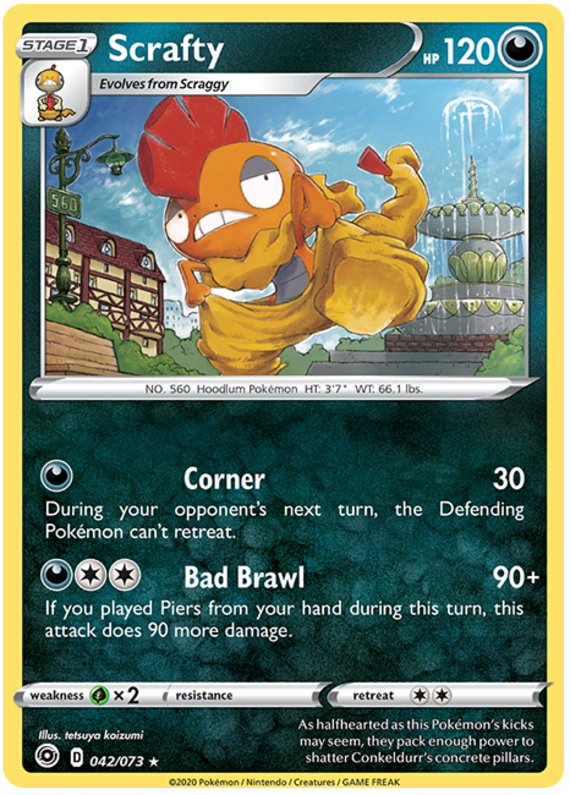 STAGE 1
Scrafty
HP 120
Evolves from Scraggy
560
NO. 560 Hoodlum Pokémon HT: 3'7" WT: 66.1 lbs.
Corner 30
During your opponent's next turn, the Defending
Pokémon can't retreat.
Bad Brawl 90+
If you played Piers from your hand during this turn, this
attack does 90 more damage.
weakness ×2 resistance retreat
Illus. tetsuya koizumi
As halfhearted as this Pokémon's kicks
may seem, they pack enough power to
shatter Conkeldurr's concrete pillars.
D 042/073 ★
©2020 Pokémon / Nintendo / Creatures / GAME FREAK